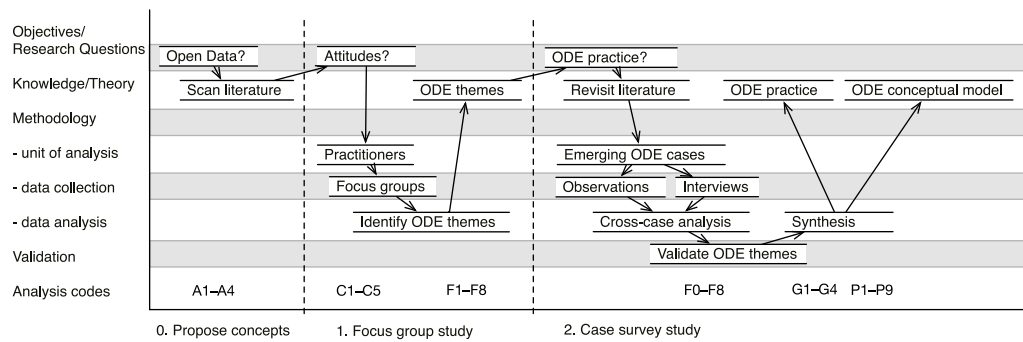 Objectives/
Research Questions
Open Data?
Attitudes?
ODE practice?
Knowledge/Theory
Scan literature
ODE themes
Revisit literature
ODE practice
ODE conceptual model
Methodology
- unit of analysis
Practitioners
Emerging ODE cases
- data collection
Focus groups
Observations
Interviews
- data analysis
Identify ODE themes
Cross-case analysis
Synthesis
Validation
Validate ODE themes
Analysis codes
A1–A4
C1–C5
F1–F8
F0–F8
G1–G4
P1–P9
0. Propose concepts
1. Focus group study
2. Case survey study